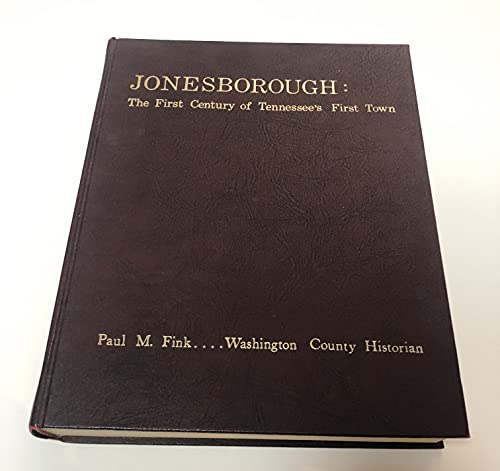 JONESBOROUGH:
The First Century of Tennessee's First Town
Paul M. Fink....Washington County Historian